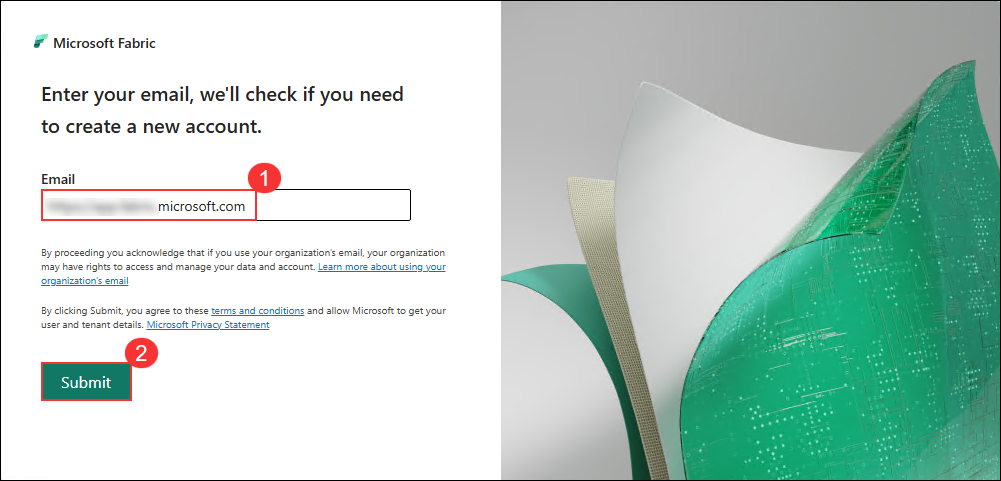 Microsoft Fabric
Enter your email, we'll check if you need
to create a new account.
Email
1
microsoft.com
By proceeding you acknowledge that if you use your organization's email, your organization
may have rights to access and manage your data and account. Learn more about using your
organization's email
By clicking Submit, you agree to these terms and conditions and allow Microsoft to get your
user and tenant details. Microsoft Privacy Statement
2
Submit